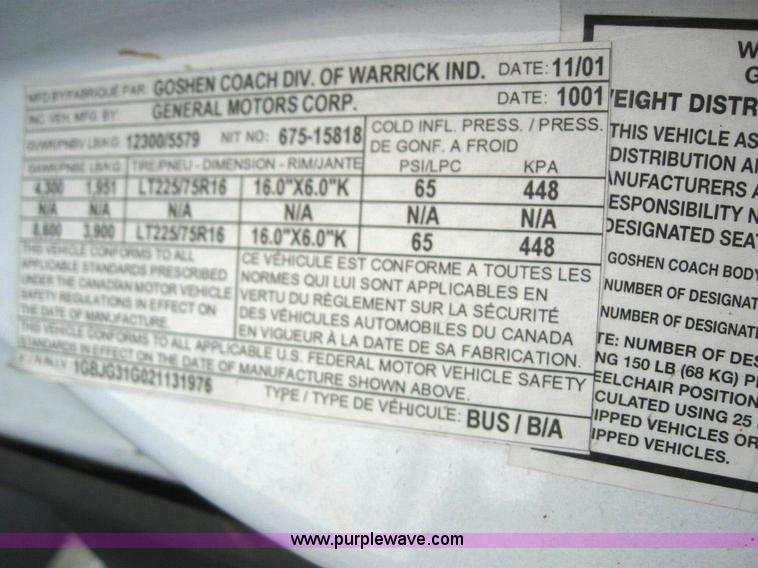 MFD BY/FABRIQUÉ PAR: GOSHEN COACH DIV. OF WARRICK IND. DATE: 11/01
INC. VEH. MFG. BY: GENERAL MOTORS CORP. DATE: 1001
GVWR/PNBV LB/KG 12300/5579 NIT NO: 675-15818
COLD INFL. PRESS. / PRESS.
DE GONF. A FROID
GAWR/PNBE LB/KG TIRE/PNEU - DIMENSION - RIM/JANTE PSI/LPC KPA
4,300 1,951 LT225/75R16 16.0"X6.0"K 65 448
N/A N/A N/A N/A N/A N/A
8,600 3,900 LT225/75R16 16.0"X6.0"K 65 448
THIS VEHICLE CONFORMS TO ALL
APPLICABLE STANDARDS PRESCRIBED
UNDER THE CANADIAN MOTOR VEHICLE
SAFETY REGULATIONS IN EFFECT ON
THE DATE OF MANUFACTURE.
CE VÉHICULE EST CONFORME A TOUTES LES
NORMES QUI LUI SONT APPLICABLES EN
VERTU DU RÈGLEMENT SUR LA SÉCURITÉ
DES VÉHICULES AUTOMOBILES DU CANADA
EN VIGUEUR À LA DATE DE SA FABRICATION.
THIS VEHICLE CONFORMS TO ALL APPLICABLE U.S. FEDERAL MOTOR VEHICLE SAFETY
STANDARDS IN EFFECT ON THE DATE OF MANUFACTURE SHOWN ABOVE.
1GBJG31G021131976
TYPE / TYPE DE VÉHICULE: BUS / B/A
W
G
EIGHT DISTR
THIS VEHICLE AS
DISTRIBUTION A
ANUFACTURERS A
ESPONSIBILITY N
DESIGNATED SEA
GOSHEN COACH BODY
NUMBER OF DESIGNAT
NUMBER OF DESIGNAT
TE: NUMBER OF DES
NG 150 LB (68 KG) P
EELCHAIR POSITION
CULATED USING 25
IPPED VEHICLES OR
IPPED VEHICLES.
www.purplewave.com